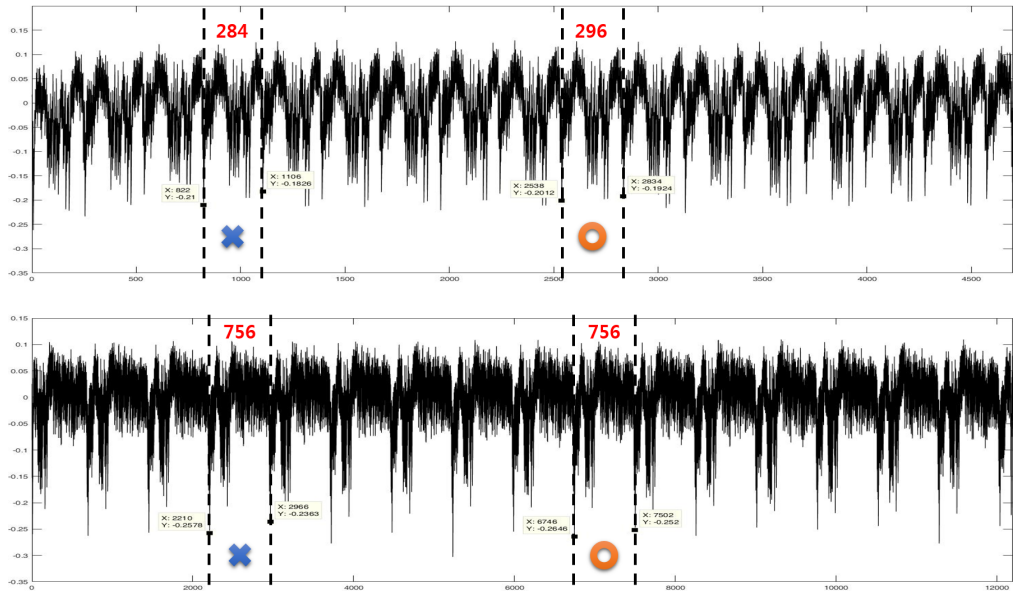 284
296
0.15
0.1
0.05
0
-0.05
-0.1
-0.15
-0.2
-0.25
-0.3
-0.35
X: 822
Y: -0.21
X: 1106
Y: -0.1826
X: 2538
Y: -0.2012
X: 2834
Y: -0.1924
0 500 1000 1500 2000 2500 3000 3500 4000 4500
756
756
0.15
0.1
0.05
0
-0.05
-0.1
-0.15
-0.2
-0.25
-0.3
-0.35
X: 2210
Y: -0.2578
X: 2966
Y: -0.2363
X: 6746
Y: -0.2646
X: 7502
Y: -0.252
0 2000 4000 6000 8000 10000 12000